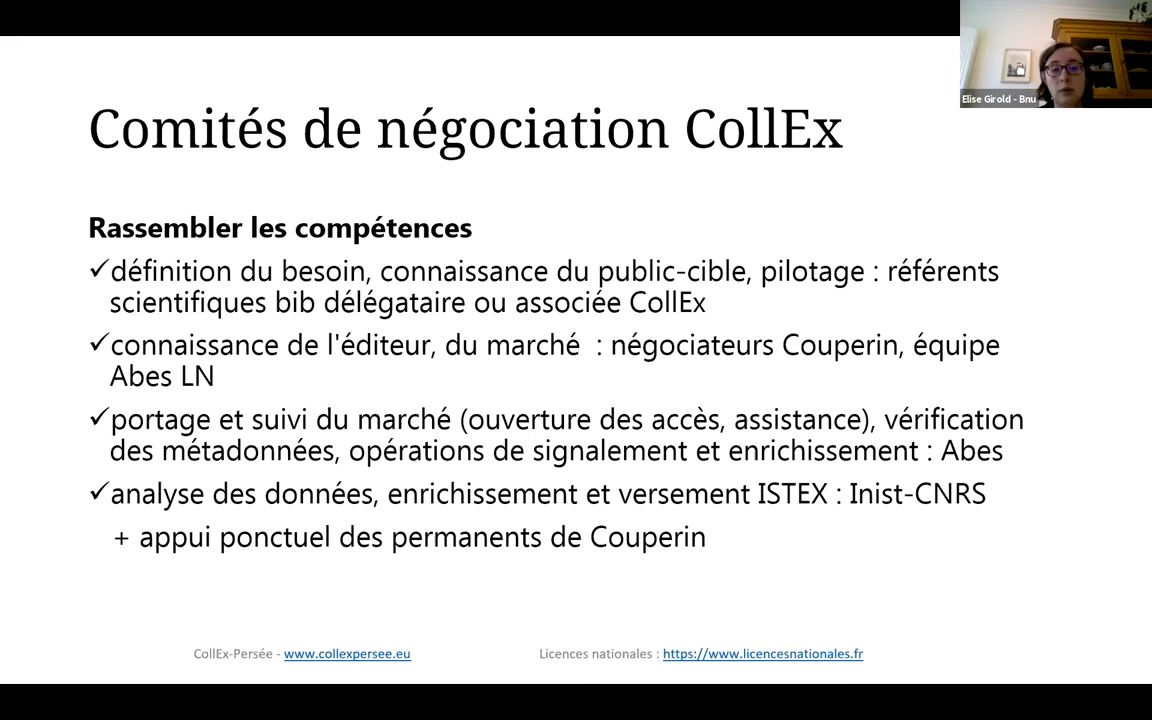 Elise Girold - Bnu
Comités de négociation CollEx
Rassembler les compétences
✓définition du besoin, connaissance du public-cible, pilotage : référents
scientifiques bib délégataire ou associée CollEx
✓connaissance de l'éditeur, du marché  : négociateurs Couperin, équipe
Abes LN
✓portage et suivi du marché (ouverture des accès, assistance), vérification
des métadonnées, opérations de signalement et enrichissement : Abes
✓analyse des données, enrichissement et versement ISTEX : Inist-CNRS
+ appui ponctuel des permanents de Couperin
CollEx-Persée - www.collexpersee.eu
Licences nationales : https://www.licencesnationales.fr